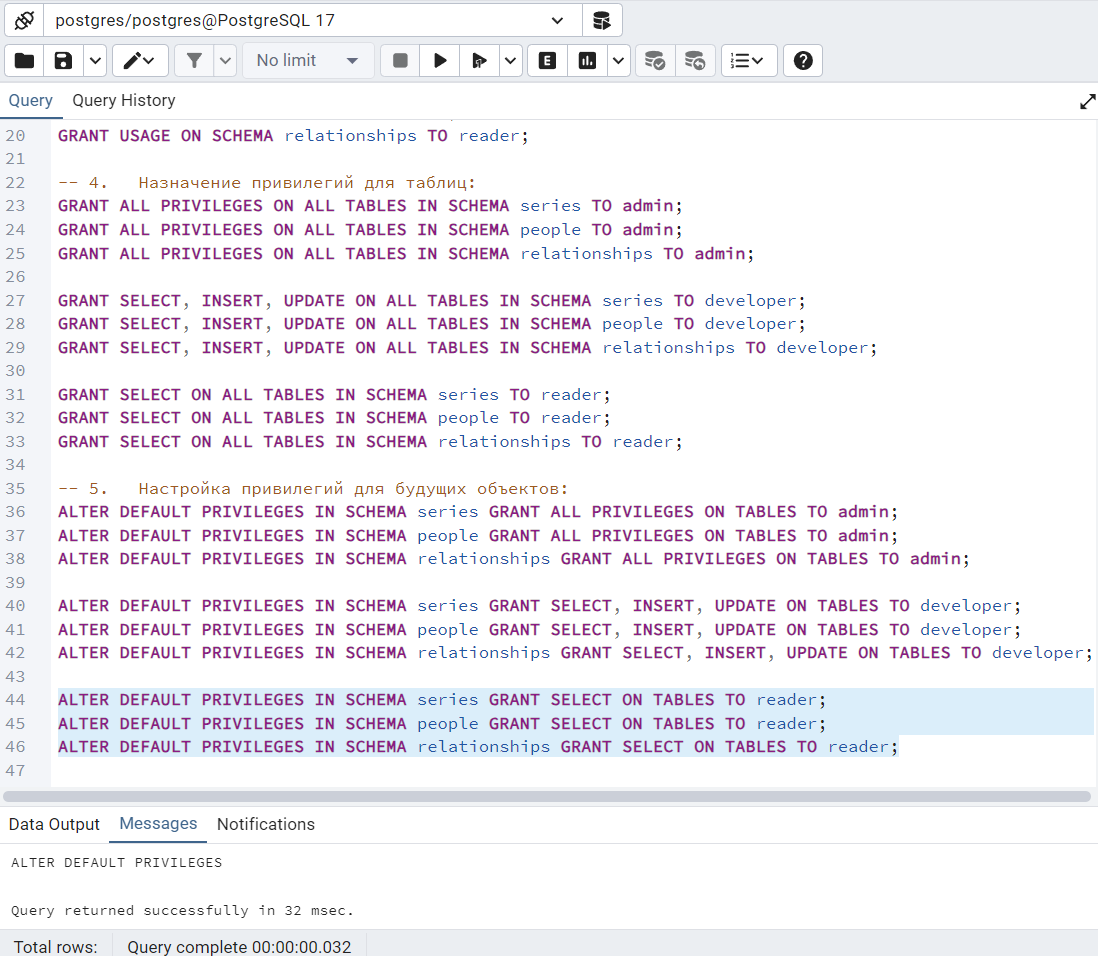 postgres/postgres@PostgreSQL 17
No limit
E
Query Query History
20 GRANT USAGE ON SCHEMA relationships TO reader;
21
22 -- 4. Назначение привилегий для таблиц:
23 GRANT ALL PRIVILEGES ON ALL TABLES IN SCHEMA series TO admin;
24 GRANT ALL PRIVILEGES ON ALL TABLES IN SCHEMA people TO admin;
25 GRANT ALL PRIVILEGES ON ALL TABLES IN SCHEMA relationships TO admin;
26
27 GRANT SELECT, INSERT, UPDATE ON ALL TABLES IN SCHEMA series TO developer;
28 GRANT SELECT, INSERT, UPDATE ON ALL TABLES IN SCHEMA people TO developer;
29 GRANT SELECT, INSERT, UPDATE ON ALL TABLES IN SCHEMA relationships TO developer;
30
31 GRANT SELECT ON ALL TABLES IN SCHEMA series TO reader;
32 GRANT SELECT ON ALL TABLES IN SCHEMA people TO reader;
33 GRANT SELECT ON ALL TABLES IN SCHEMA relationships TO reader;
34
35 -- 5. Настройка привилегий для будущих объектов:
36 ALTER DEFAULT PRIVILEGES IN SCHEMA series GRANT ALL PRIVILEGES ON TABLES TO admin;
37 ALTER DEFAULT PRIVILEGES IN SCHEMA people GRANT ALL PRIVILEGES ON TABLES TO admin;
38 ALTER DEFAULT PRIVILEGES IN SCHEMA relationships GRANT ALL PRIVILEGES ON TABLES TO admin;
39
40 ALTER DEFAULT PRIVILEGES IN SCHEMA series GRANT SELECT, INSERT, UPDATE ON TABLES TO developer;
41 ALTER DEFAULT PRIVILEGES IN SCHEMA people GRANT SELECT, INSERT, UPDATE ON TABLES TO developer;
42 ALTER DEFAULT PRIVILEGES IN SCHEMA relationships GRANT SELECT, INSERT, UPDATE ON TABLES TO developer;
43
44 ALTER DEFAULT PRIVILEGES IN SCHEMA series GRANT SELECT ON TABLES TO reader;
45 ALTER DEFAULT PRIVILEGES IN SCHEMA people GRANT SELECT ON TABLES TO reader;
46 ALTER DEFAULT PRIVILEGES IN SCHEMA relationships GRANT SELECT ON TABLES TO reader;
47
Data Output Messages Notifications
ALTER DEFAULT PRIVILEGES
Query returned successfully in 32 msec.
Total rows: Query complete 00:00:00.032